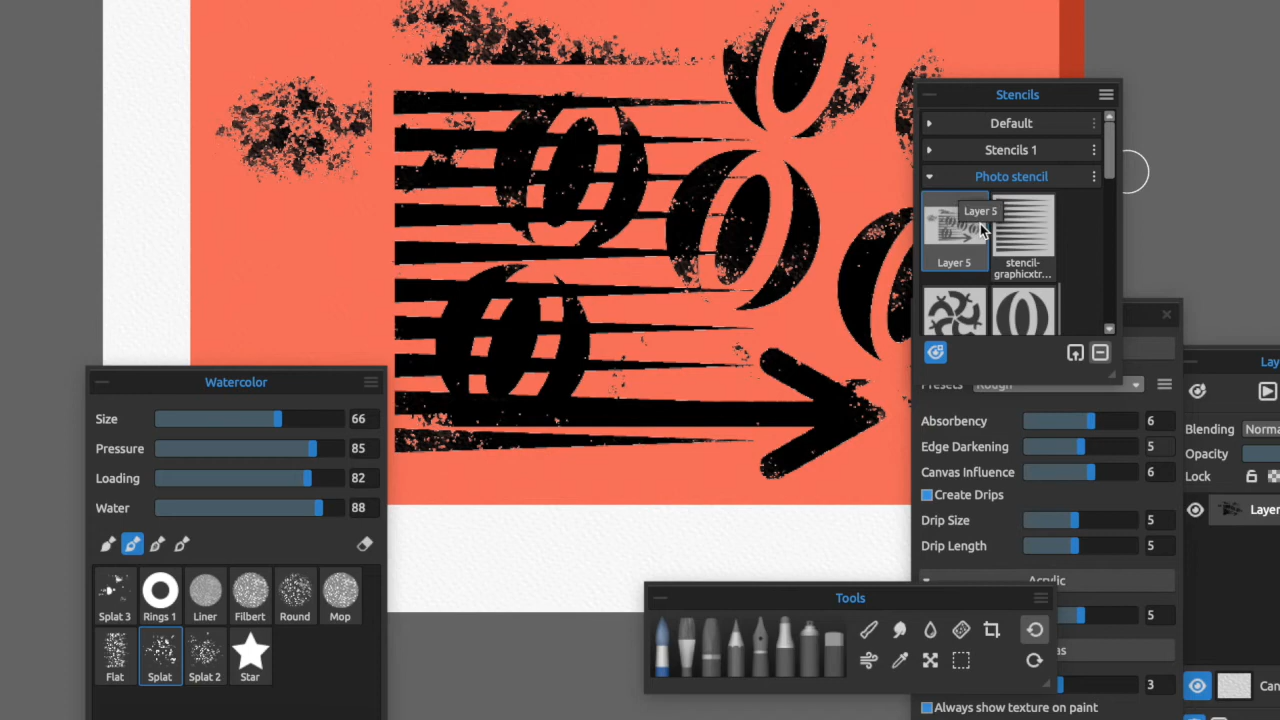 Stencils
Default
Stencils 1
Photo stencil
Layer 5
Layer 5
stencil-
graphicxtr...
Watercolor
Size 66
Pressure 85
Loading 82
Water 88
Splat 3 Rings 1 Liner Filbert Round Mop
Flat Splat Splat 2 Star
Presets Rough
Absorbency 6
Edge Darkening 5
Canvas Influence 6
Create Drips
Drip Size 5
Drip Length 5
Acrylic
5
as
3
Always show texture on paint
Tools
Lay
Blending Norma
Opacity
Lock
Layer
Can